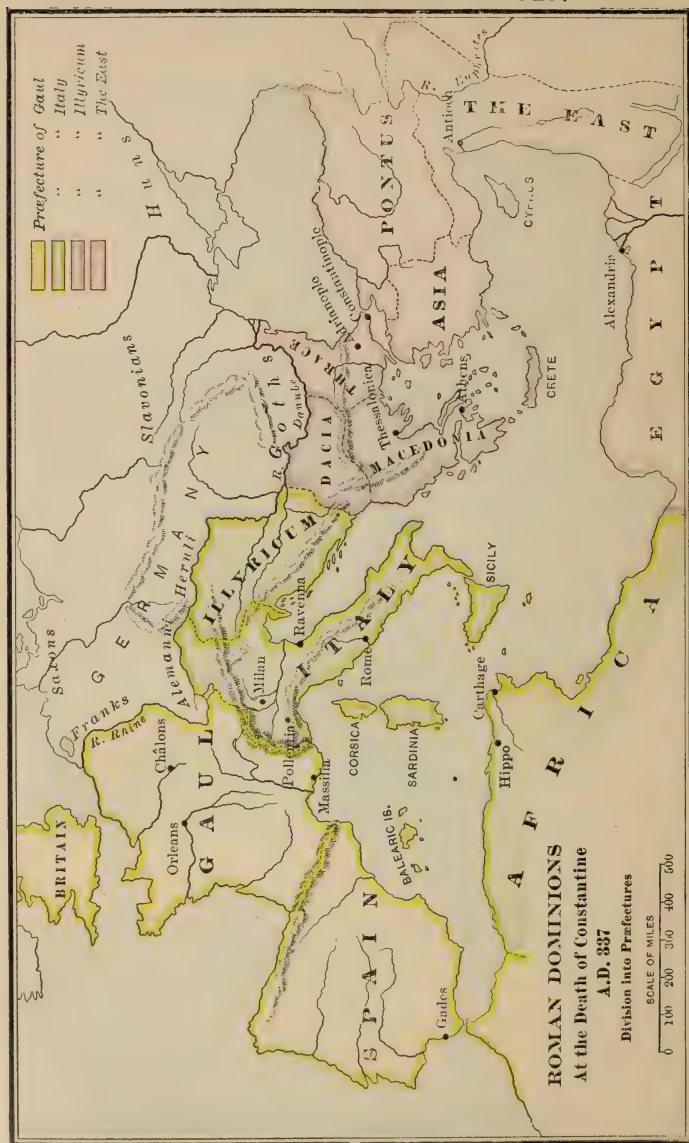 ROMAN DOMINIONS
At the Death of Constantine
A.D. 337
Division into Præfectures
SCALE OF MILES
0 100 200 300 400 500
Præfecture of Gaul
" " Italy
" " Illyricum
" " The East
BRITAIN
Saxons
Franks
R. Rhine
GERMANY
Alemanni
Heruli
Slavonians
Huns
Goths
R. Danube
Châlons
Orleans
GAUL
Massilia
Pollentia
Milan
Ravenna
ITALY
Rome
ILLYRICUM
DACIA
THRACE
MACEDONIA
Adrianople
Constantinople
Thessalonica
Athens
PONTUS
ASIA
R. Euphrates
Antioch
THE EAST
CYPRUS
CRETE
Alexandria
EGYPT
SICILY
CORSICA
SARDINIA
BALEARIC IS.
SPAIN
Gades
Carthage
Hippo
AFRICA